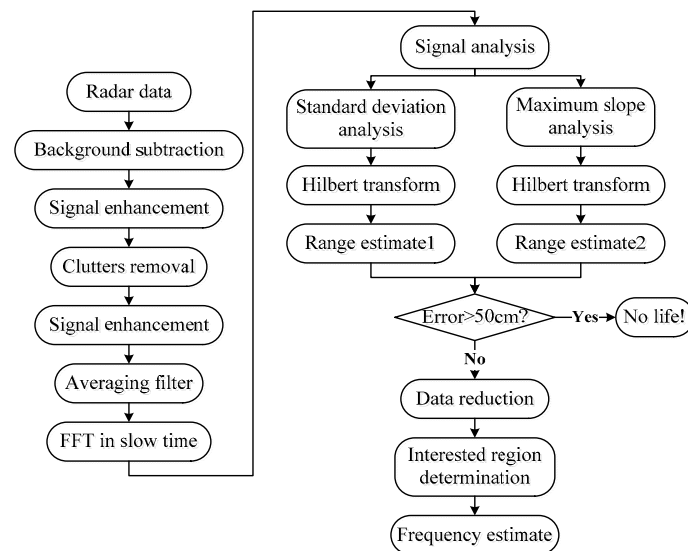 Radar data
Background subtraction
Signal enhancement
Clutters removal
Signal enhancement
Averaging filter
FFT in slow time
Signal analysis
Standard deviation
analysis
Hilbert transform
Range estimate1
Maximum slope
analysis
Hilbert transform
Range estimate2
Error>50cm?
Yes
No life!
No
Data reduction
Interested region
determination
Frequency estimate